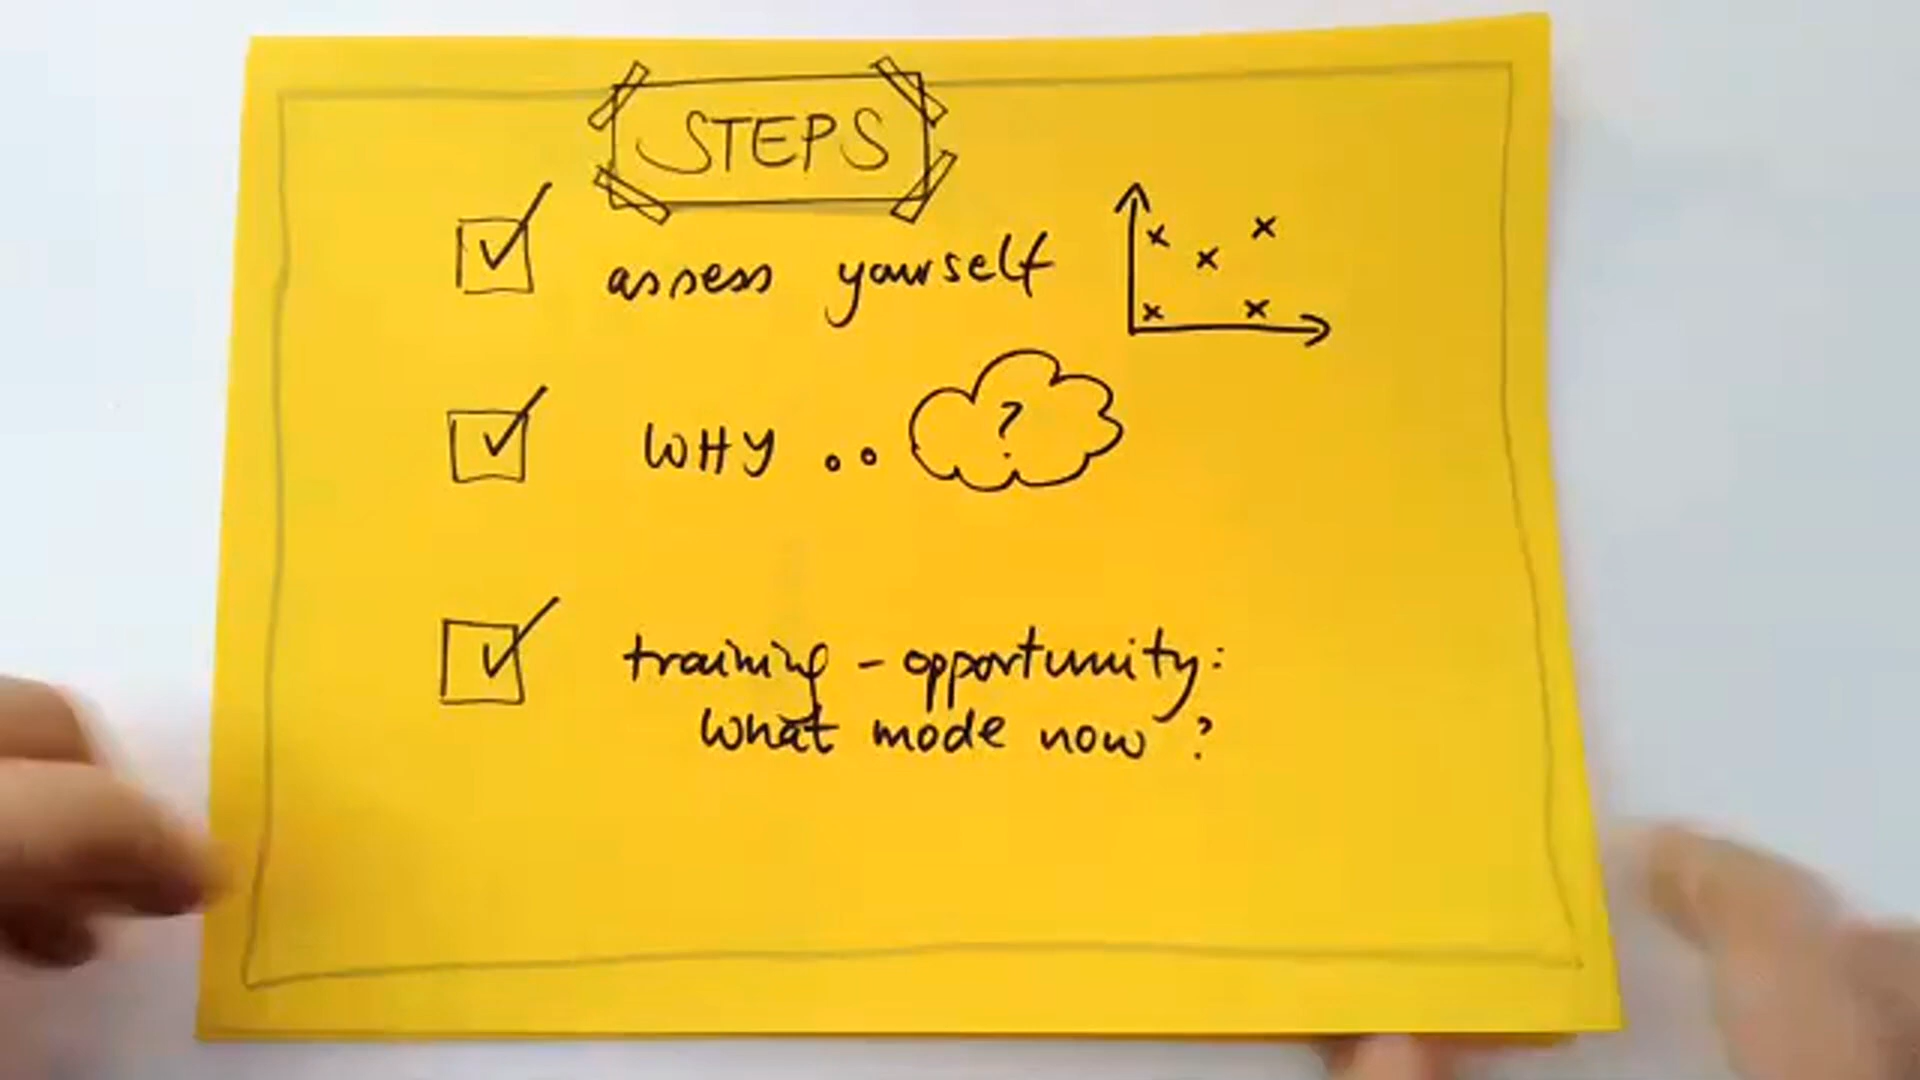 STEPS
assess yourself
WHY ..
?
training - opportunity:
what mode now?